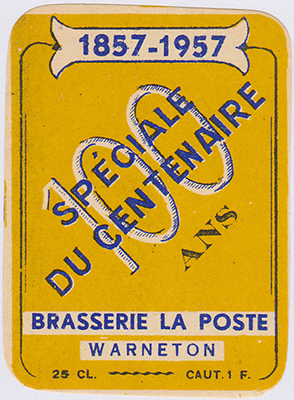 1857-1957
100
SPÉCIALE
DU CENTENAIRE
ANS
BRASSERIE LA POSTE
WARNETON
25 CL. CAUT. 1 F.